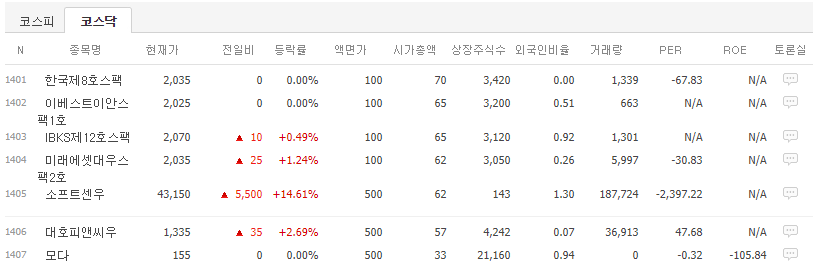 코스피 코스닥
N 종목명 현재가 전일비 등락률 액면가 시가총액 상장주식수 외국인비율 거래량 PER ROE 토론실
1401 한국제8호스팩 2,035 0 0.00% 100 70 3,420 0.00 1,339 -67.83 N/A
1402 이베스트이안스 2,025 0 0.00% 100 65 3,200 0.51 663 N/A N/A
팩1호
1403 IBKS제12호스팩 2,070 ▲ 10 +0.49% 100 65 3,120 0.92 1,301 N/A N/A
1404 미래에셋대우스 2,035 ▲ 25 +1.24% 100 62 3,050 0.26 5,997 -30.83 N/A
팩2호
1405 소프트센우 43,150 ▲ 5,500 +14.61% 500 62 143 1.30 187,724 -2,397.22 N/A
1406 대호피앤씨우 1,335 ▲ 35 +2.69% 500 57 4,242 0.07 36,913 47.68 N/A
1407 모다 155 0 0.00% 500 33 21,160 0.94 0 -0.32 -105.84